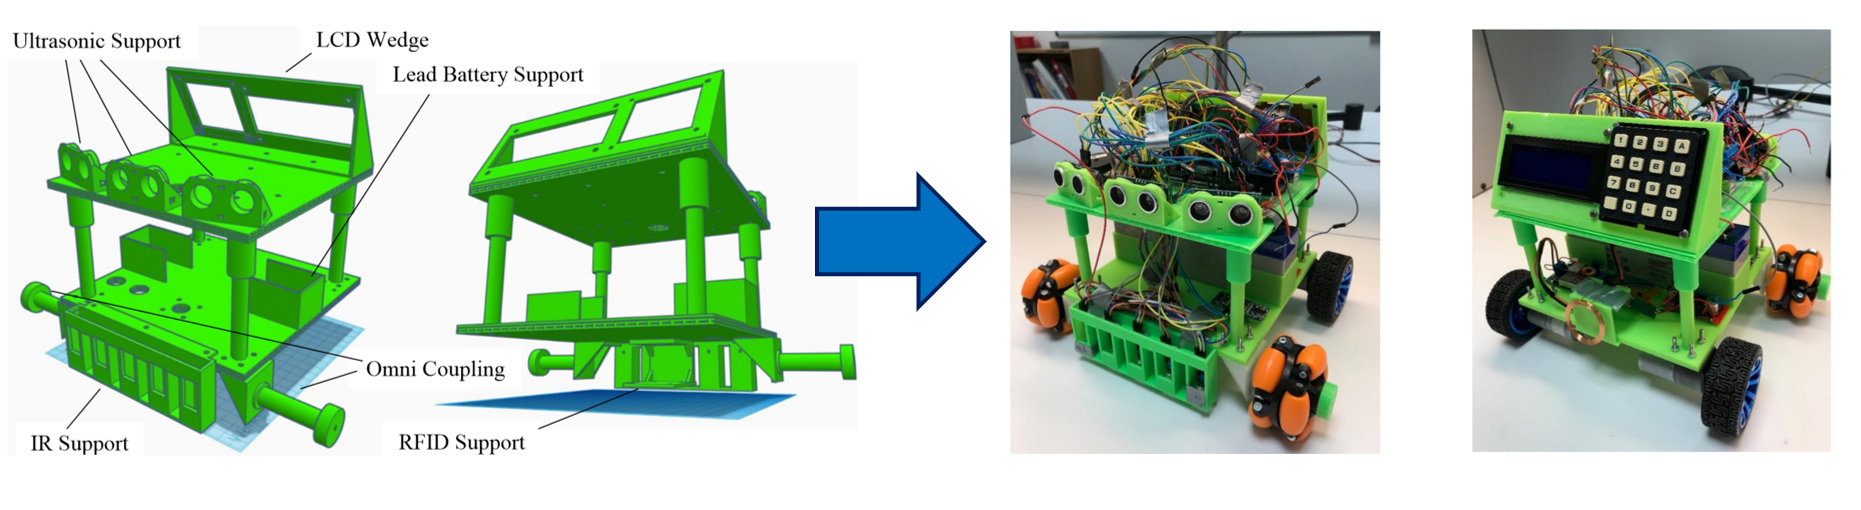 Ultrasonic Support
LCD Wedge
Lead Battery Support
Omni Coupling
IR Support
RFID Support
1 2 3 A
4 5 6 B
7 8 9 C
0 D